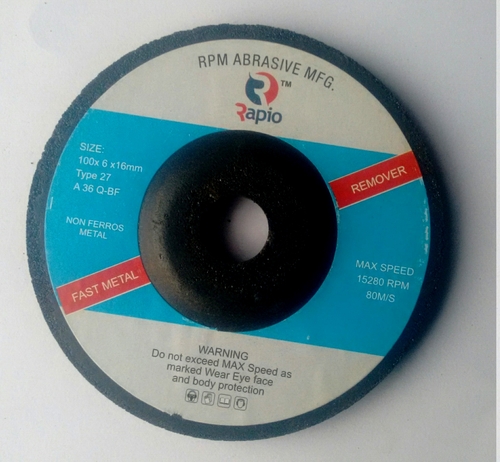 RPM ABRASIVE MFG.
TM
Rapio
SIZE:
100x 6 x16mm
Type 27
A 36 Q-BF
NON FERROS
METAL
REMOVER
FAST METAL
MAX SPEED
15280 RPM
80M/S
WARNING
Do not exceed MAX Speed as
marked Wear Eye face
and body protection